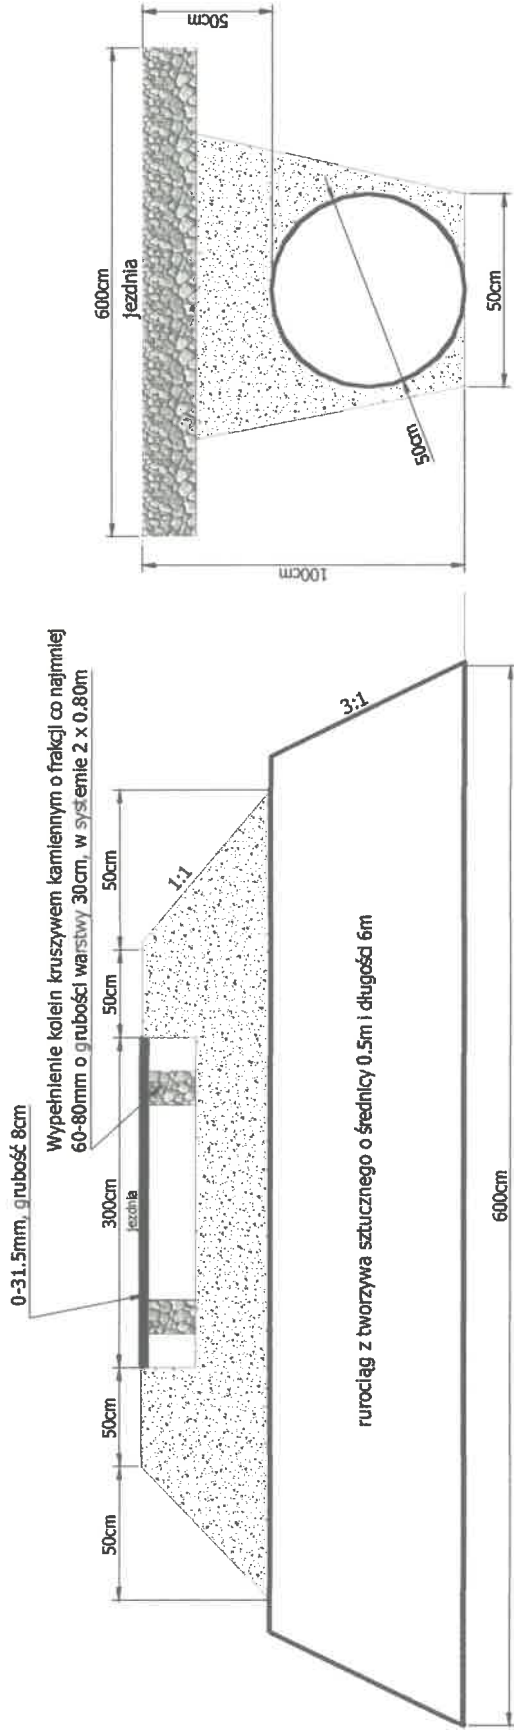 0-31.5mm, grubość 8cm
Wypełnienie kolein kruszywem kamiennym o frakcji co najmniej
60-80mm o grubości warstwy 30cm, w systemie 2 x 0.80m
50cm
50cm
300cm
jezdnia
50cm
50cm
1:1
3:1
rurociąg z tworzywa sztucznego o średnicy 0.5m i długości 6m
600cm
600cm
jezdnia
50cm
100cm
50cm
50cm